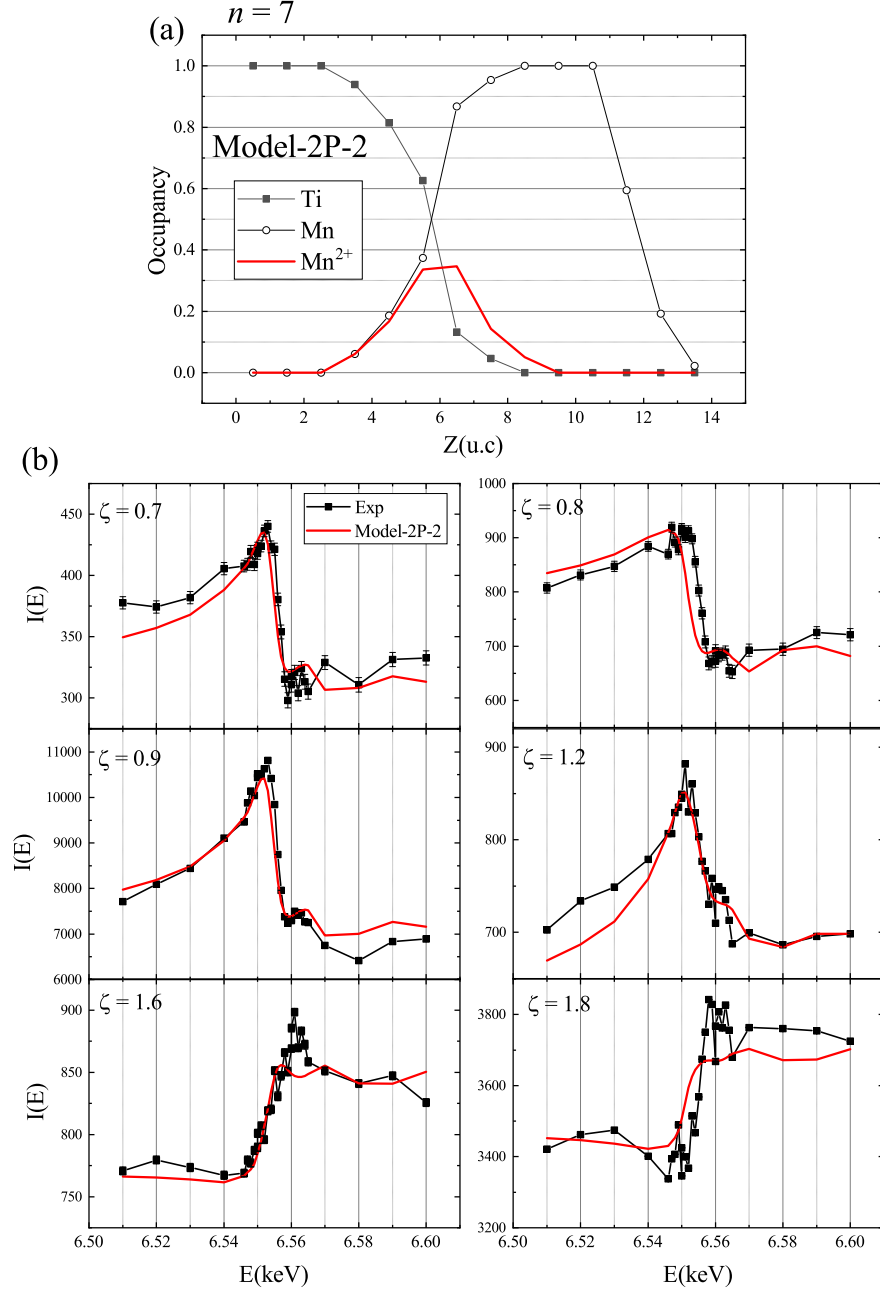 n = 7
(a)
1.0
0.8
0.6
0.4
0.2
0.0
Occupancy
Model-2P-2
Ti
Mn
Mn²⁺
0 2 4 6 8 10 12 14
Z(u.c)
(b)
ζ = 0.7
Exp
Model-2P-2
450
400
350
300
I(E)
ζ = 0.8
1000
900
800
700
600
ζ = 0.9
11000
10000
9000
8000
7000
6000
I(E)
ζ = 1.2
900
800
700
ζ = 1.6
900
850
800
750
I(E)
6.50 6.52 6.54 6.56 6.58 6.60
E(keV)
ζ = 1.8
3800
3600
3400
3200
6.50 6.52 6.54 6.56 6.58 6.60
E(keV)